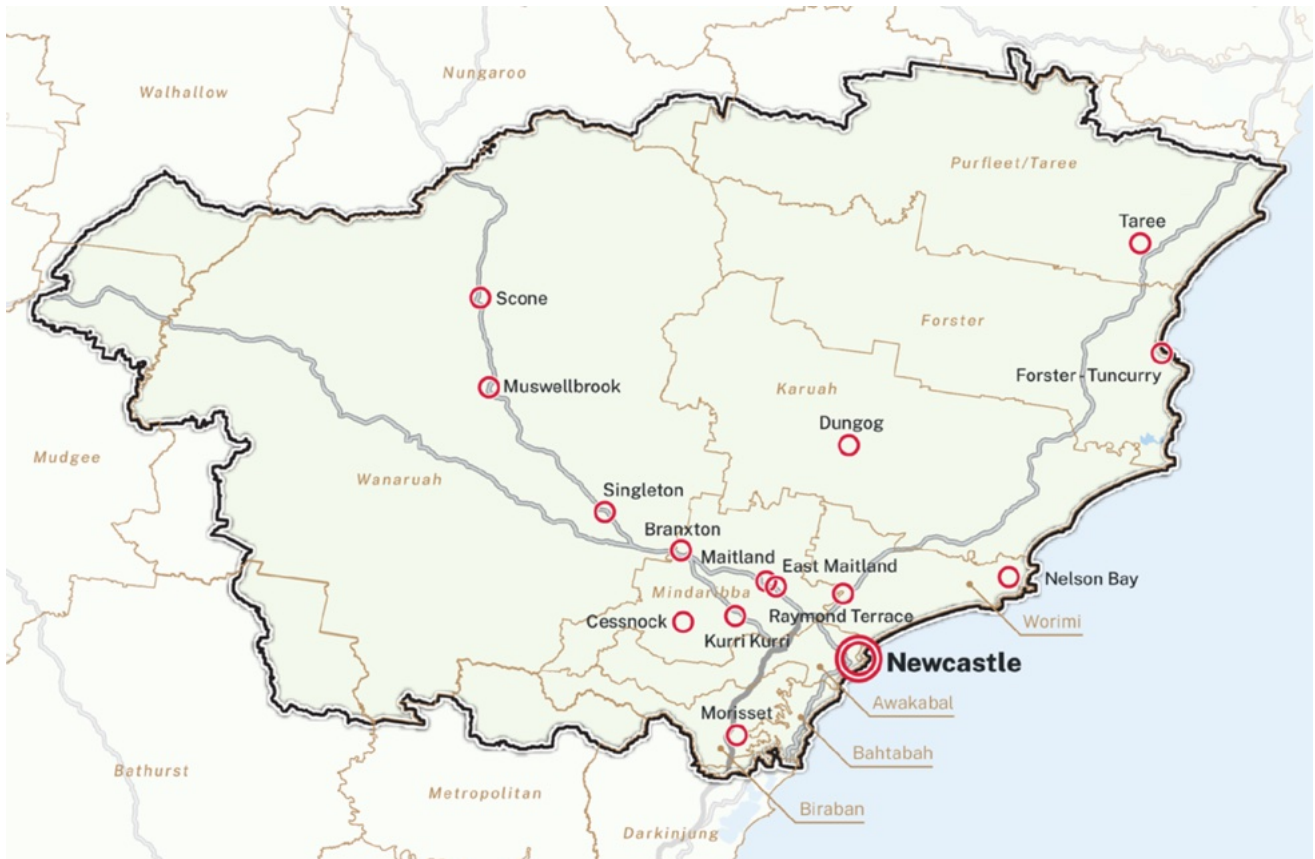 Nungaroo
Walhallow
Purfleet/Taree
Taree
Scone
Forster
Forster-Tuncurry
Muswellbrook
Karuah
Dungog
Mudgee
Wanaruah
Singleton
Branxton
Maitland
East Maitland
Nelson Bay
Mindaribba
Cessnock
Raymond Terrace
Worimi
Kurri Kurri
Newcastle
Awakabal
Morisset
Bahtabah
Bathurst
Metropolitan
Biraban
Darkinjung